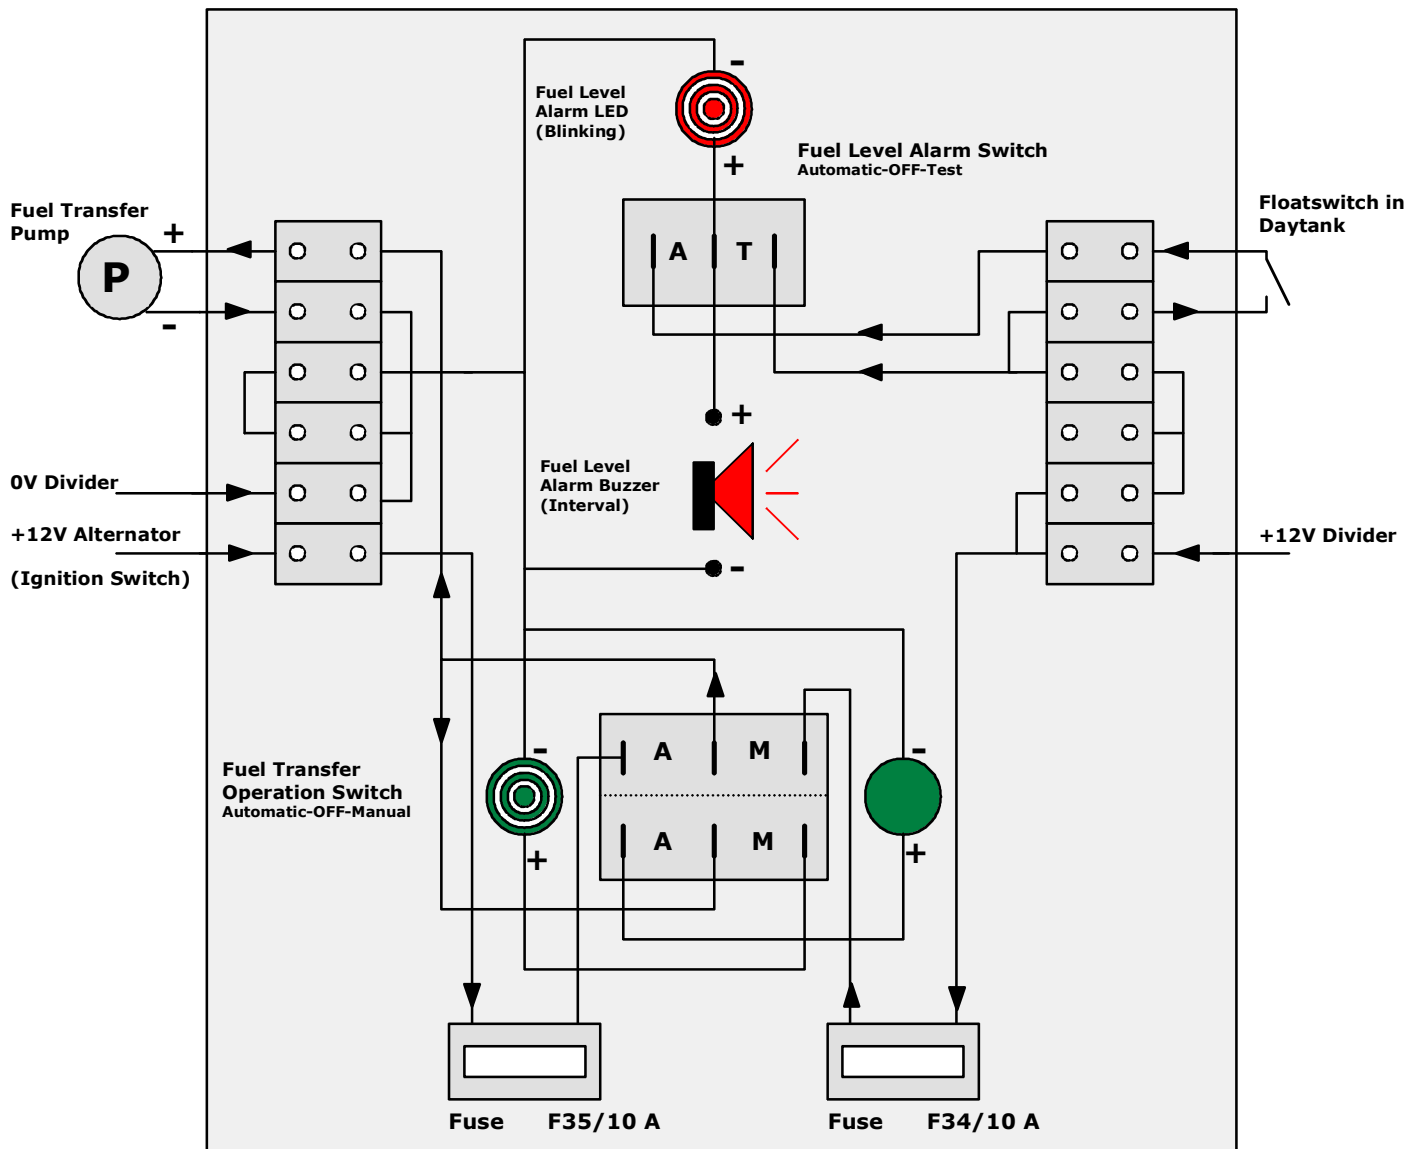 -
Fuel Level
Alarm LED
(Blinking)
+
Fuel Level Alarm Switch
Automatic-OFF-Test
Fuel Transfer
Pump
+
P
-
A T
Floatswitch in
Daytank
+
Fuel Level
Alarm Buzzer
(Interval)
-
0V Divider
+12V Alternator
(Ignition Switch)
+12V Divider
Fuel Transfer
Operation Switch
Automatic-OFF-Manual
-
+
A M
A M
-
+
Fuse F35/10 A
Fuse F34/10 A